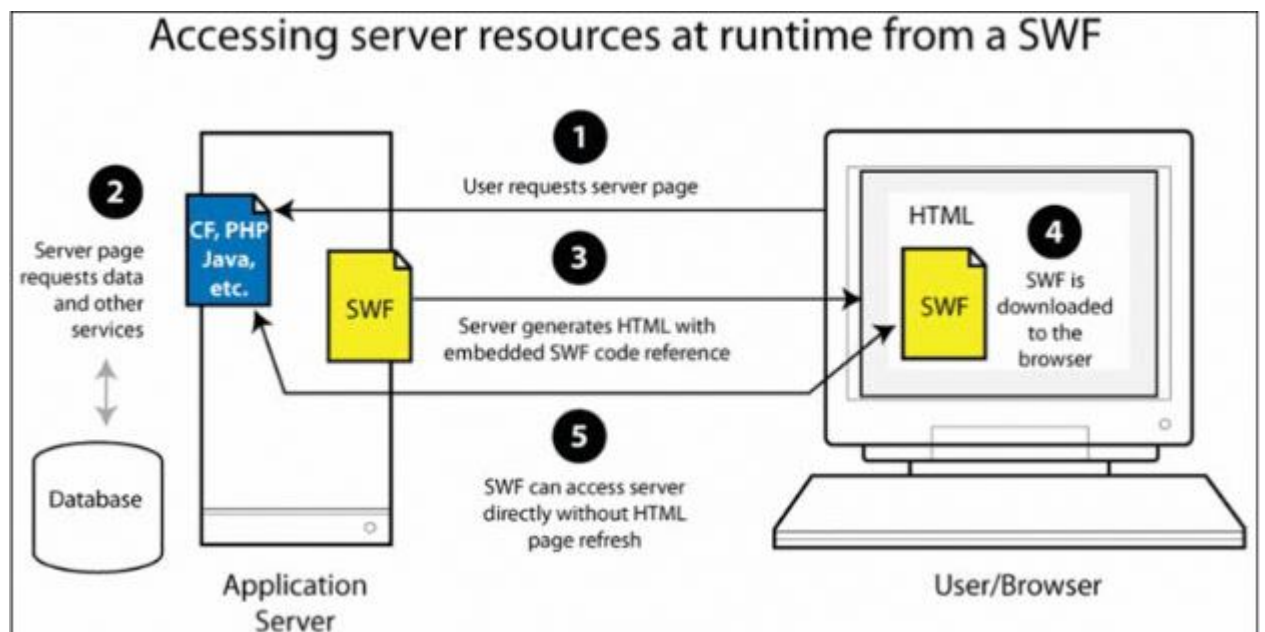 Accessing server resources at runtime from a SWF
1
User requests server page
2
Server page
requests data
and other
services
CF, PHP
Java,
etc.
SWF
3
Server generates HTML with
embedded SWF code reference
HTML
SWF
4
SWF is
downloaded
to the
browser
5
SWF can access server
directly without HTML
page refresh
Database
Application
Server
User/Browser